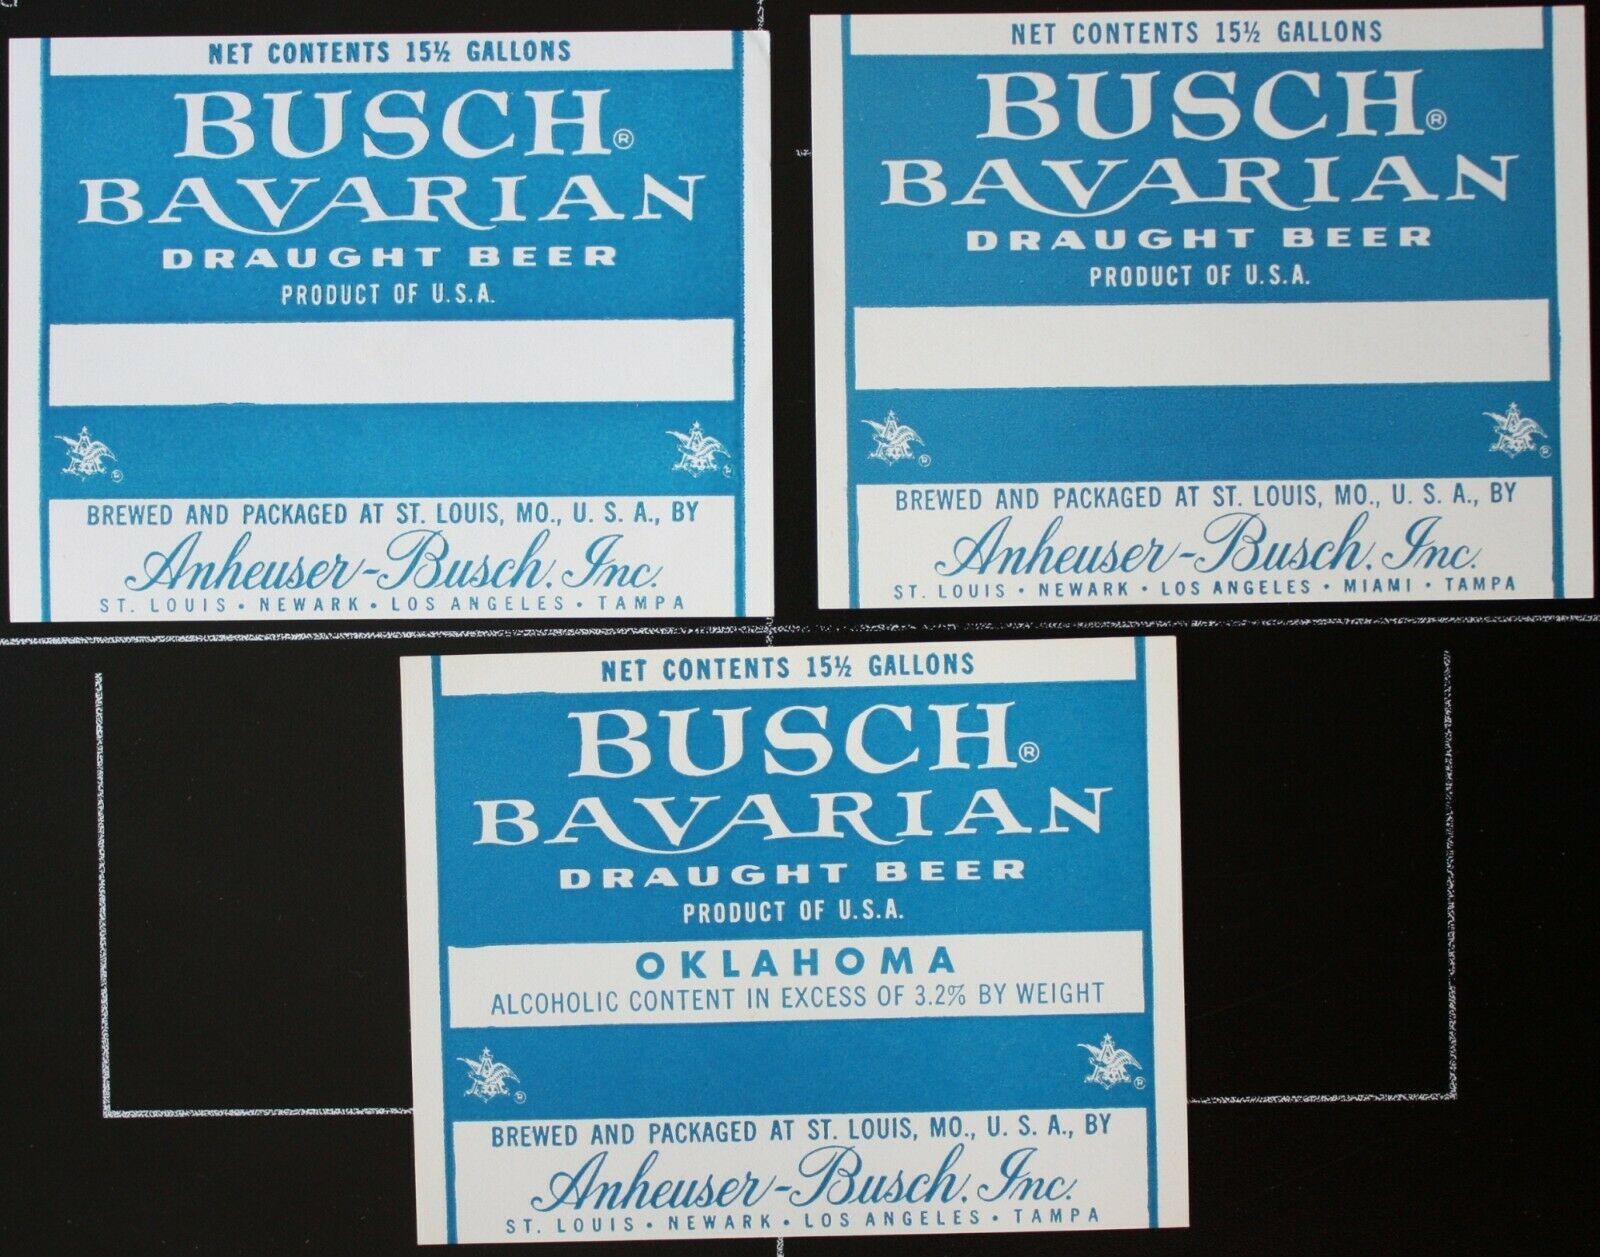 NET CONTENTS 15½ GALLONS
BUSCH®
BAVARIAN
DRAUGHT BEER
PRODUCT OF U.S.A.
BREWED AND PACKAGED AT ST. LOUIS, MO., U. S. A., BY
Anheuser-Busch, Inc.
ST. LOUIS • NEWARK • LOS ANGELES • TAMPA
NET CONTENTS 15½ GALLONS
BUSCH®
BAVARIAN
DRAUGHT BEER
PRODUCT OF U.S.A.
BREWED AND PACKAGED AT ST. LOUIS, MO., U. S. A., BY
Anheuser-Busch, Inc.
ST. LOUIS • NEWARK • LOS ANGELES • MIAMI • TAMPA
NET CONTENTS 15½ GALLONS
BUSCH®
BAVARIAN
DRAUGHT BEER
PRODUCT OF U.S.A.
OKLAHOMA
ALCOHOLIC CONTENT IN EXCESS OF 3.2% BY WEIGHT
BREWED AND PACKAGED AT ST. LOUIS, MO., U. S. A., BY
Anheuser-Busch, Inc.
ST. LOUIS • NEWARK • LOS ANGELES • TAMPA